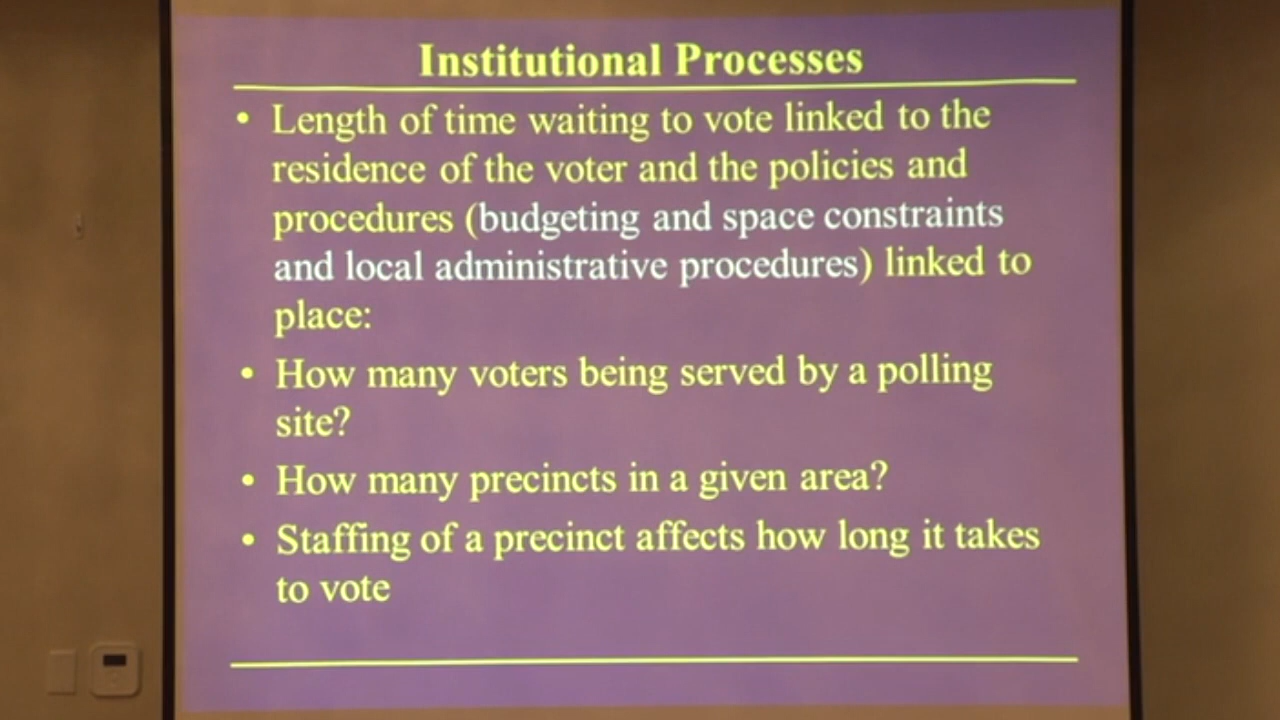 Institutional Processes
• Length of time waiting to vote linked to the
residence of the voter and the policies and
procedures (budgeting and space constraints
and local administrative procedures) linked to
place:
• How many voters being served by a polling
site?
• How many precincts in a given area?
• Staffing of a precinct affects how long it takes
to vote